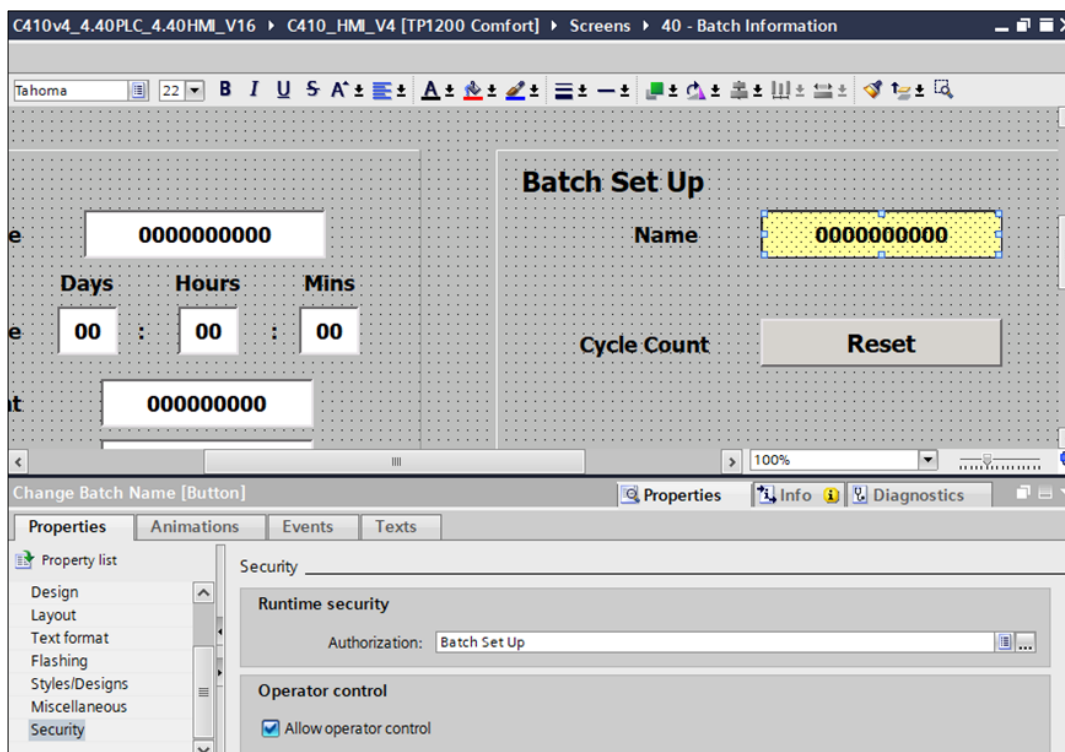 C410v4_4.40PLC_4.40HMI_V16 ▸ C410_HMI_V4 [TP1200 Comfort] ▸ Screens ▸ 40 - Batch Information
Tahoma 22 B I U S A
Batch Set Up
e 0000000000 Name 0000000000
Days Hours Mins
e 00 : 00 : 00 Cycle Count Reset
t 000000000
100%
Change Batch Name [Button] Properties Info Diagnostics
Properties Animations Events Texts
Property list
Security
Design
Layout
Text format
Flashing
Styles/Designs
Miscellaneous
Security
Runtime security
Authorization: Batch Set Up ...
Operator control
Allow operator control